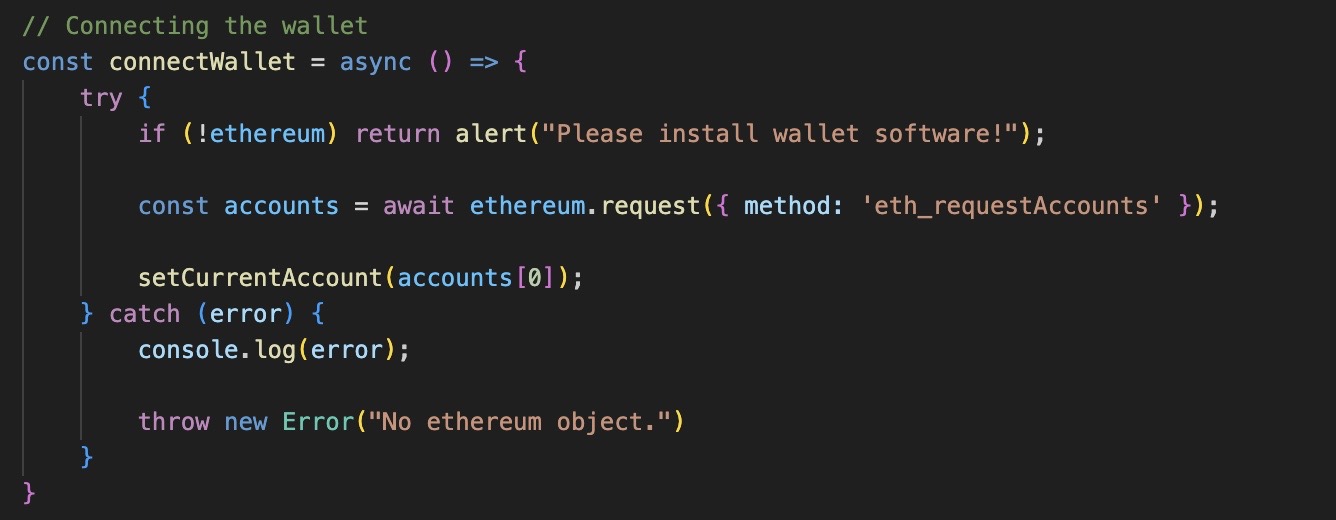 // Connecting the wallet
const connectWallet = async () => {
    try {
        if (!ethereum) return alert("Please install wallet software!");

        const accounts = await ethereum.request({ method: 'eth_requestAccounts' });

        setCurrentAccount(accounts[0]);
    } catch (error) {
        console.log(error);

        throw new Error("No ethereum object.")
    }
}